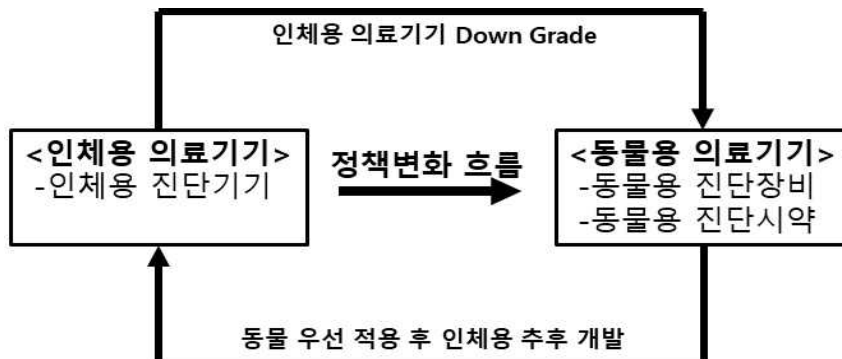 인체용 의료기기 Down Grade
<인체용 의료기기>
-인체용 진단기기
정책변화 흐름
<동물용 의료기기>
-동물용 진단장비
-동물용 진단시약
동물 우선 적용 후 인체용 추후 개발